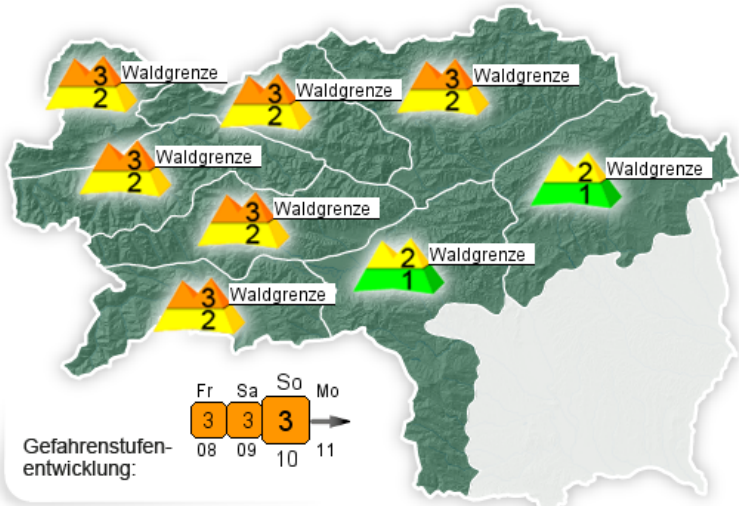 3 Waldgrenze
2
3 Waldgrenze
2
3 Waldgrenze
2
3 Waldgrenze
2
2 Waldgrenze
1
3 Waldgrenze
2
2 Waldgrenze
1
3 Waldgrenze
2
Fr Sa So Mo
3 3 3
08 09 10 11
Gefahrenstufen-
entwicklung: